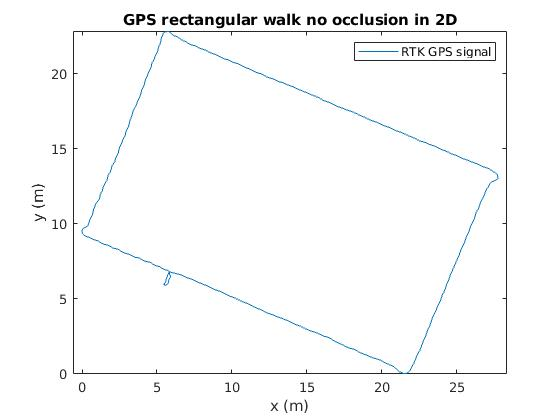 GPS rectangular walk no occlusion in 2D
RTK GPS signal
20
15
10
5
0
y (m)
0 5 10 15 20 25
x (m)